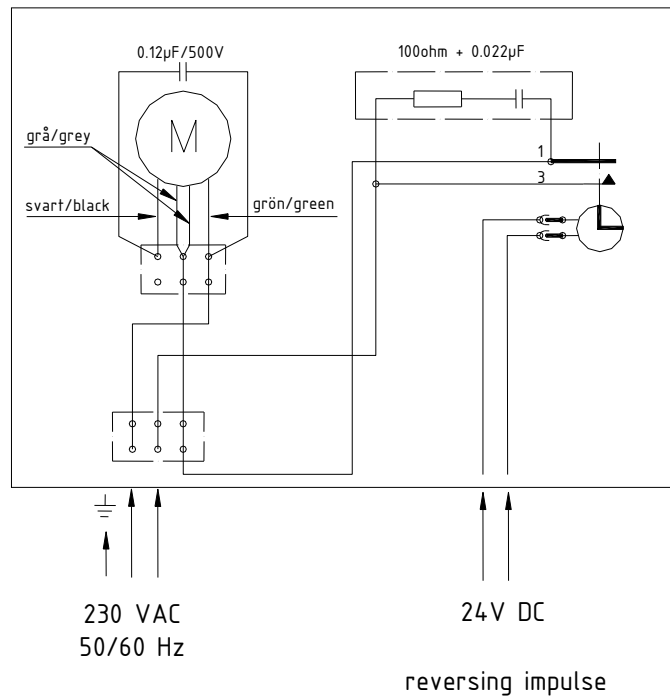 0.12µF/500V
100ohm + 0.022µF
M
grå/grey
1
3
svart/black
grön/green
230 VAC
50/60 Hz
24V DC
reversing impulse